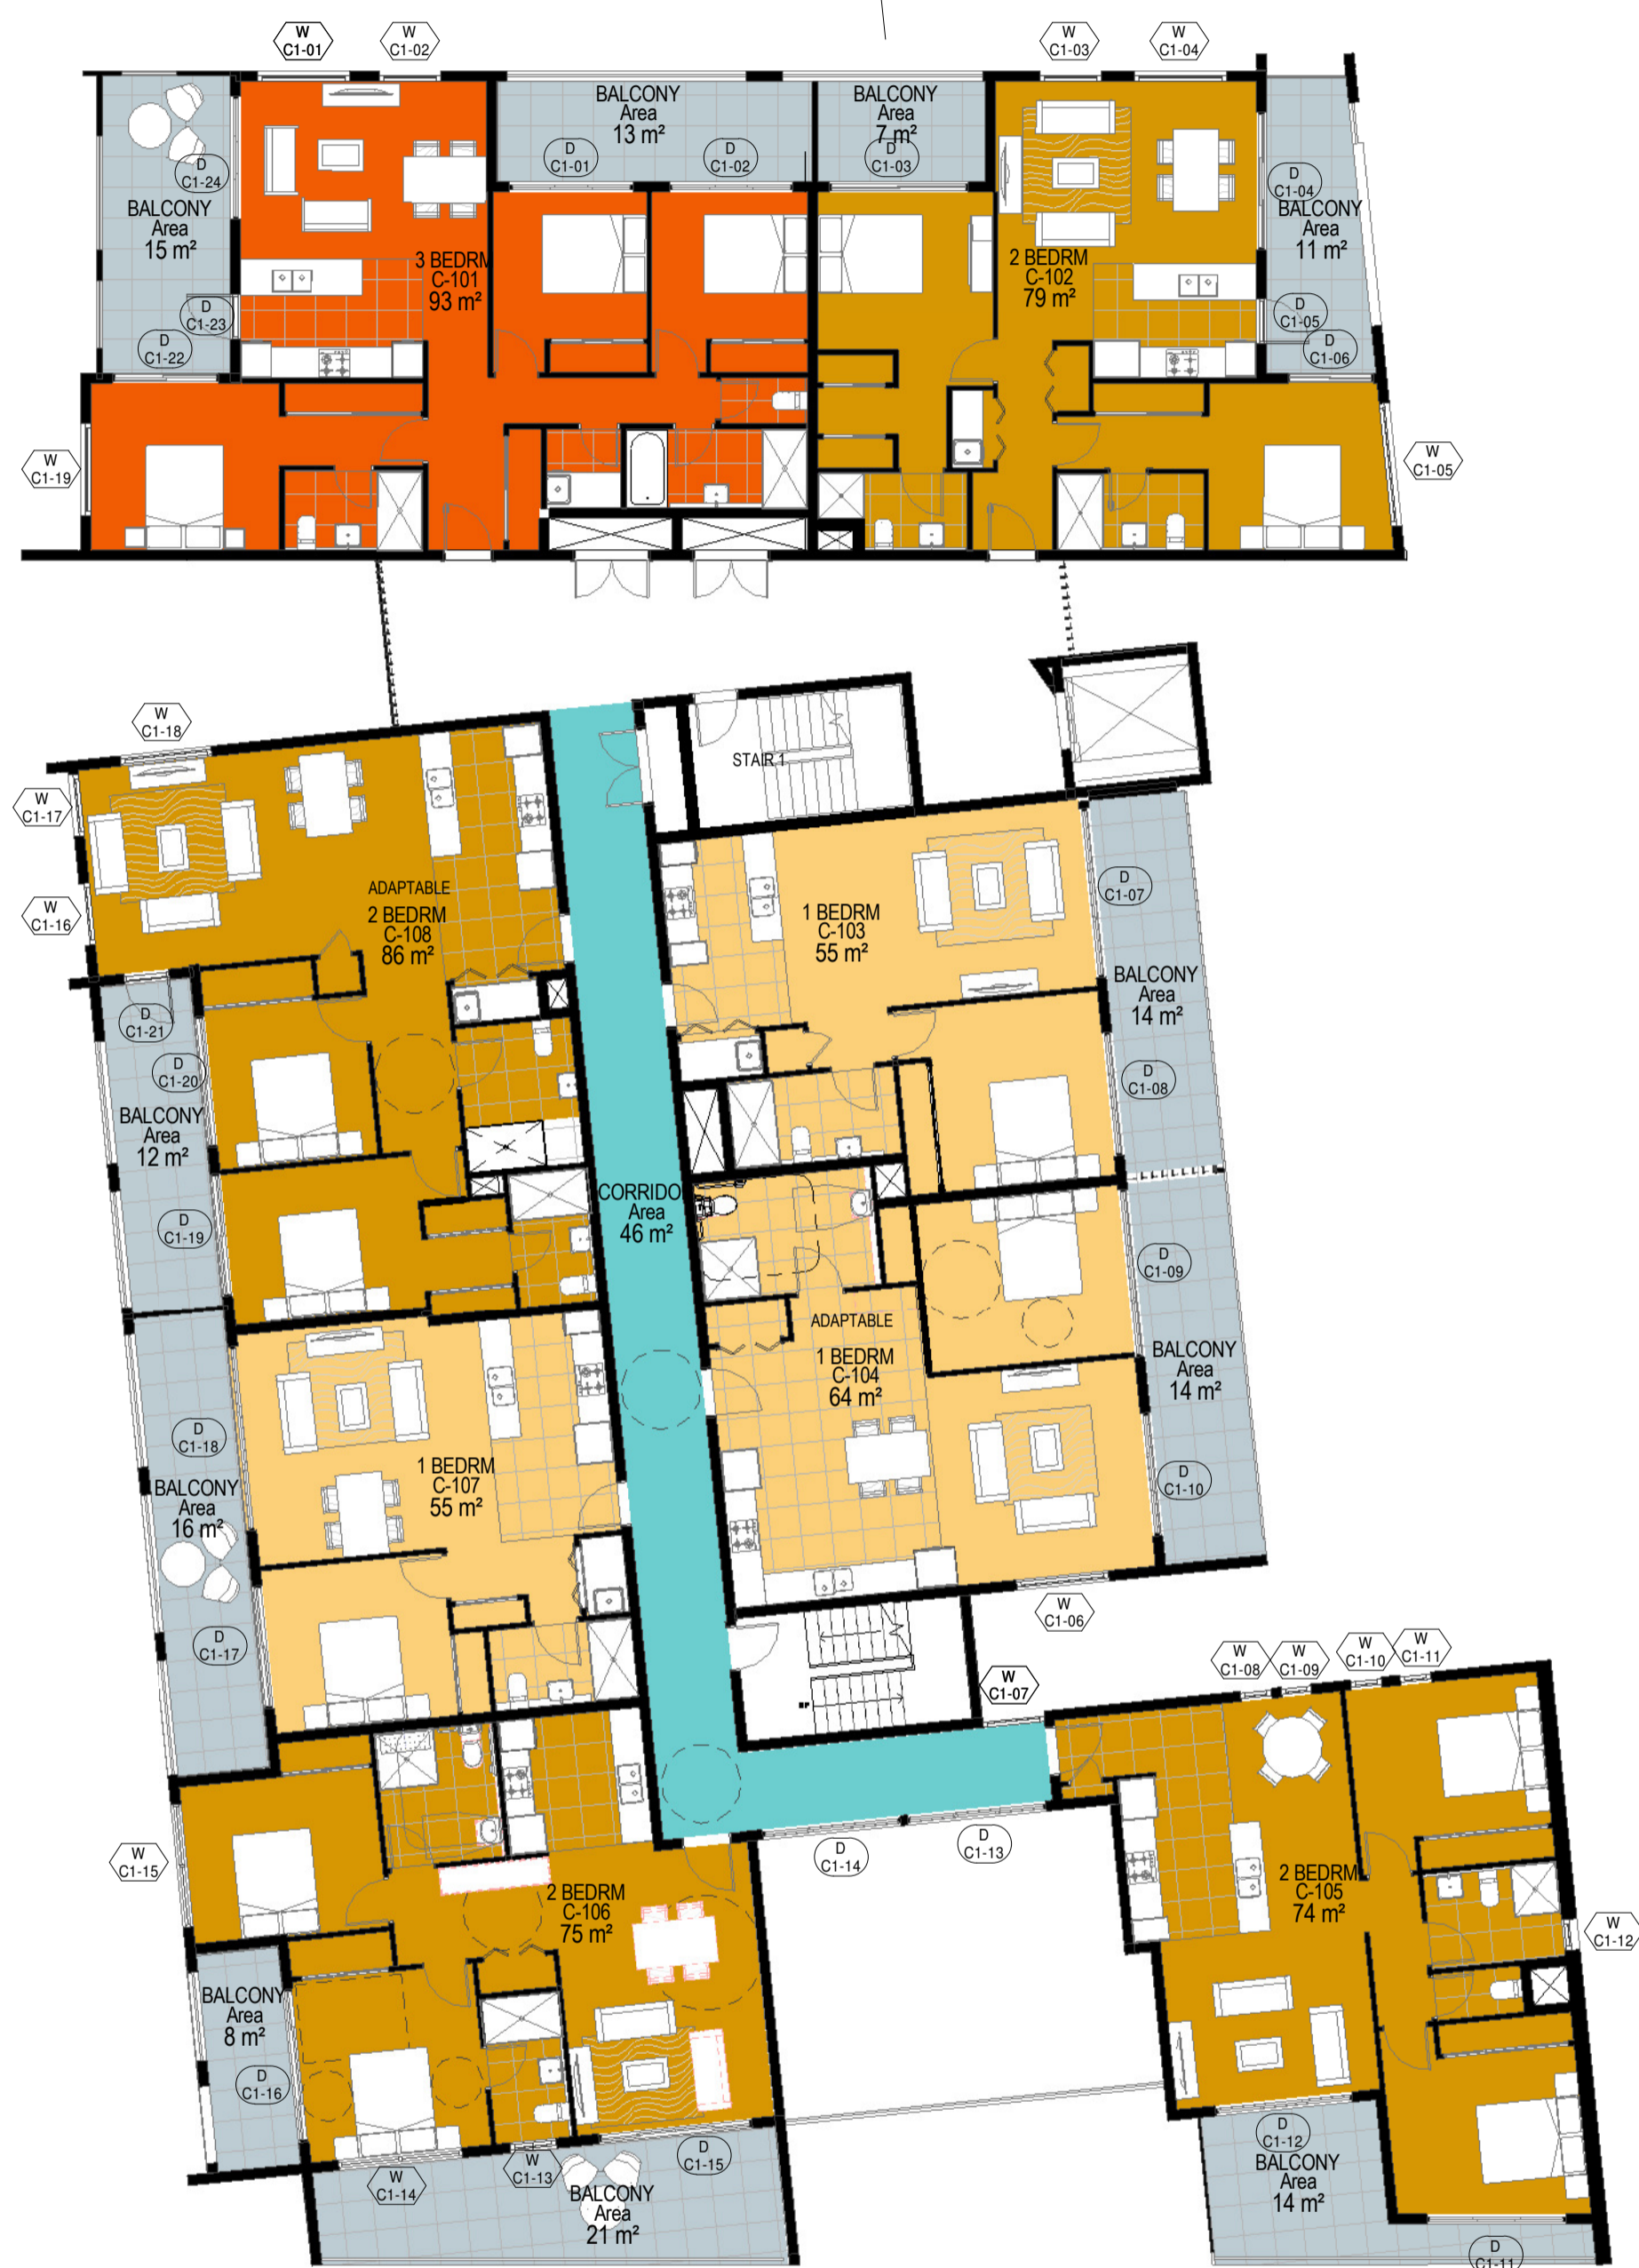 W
C1-01
W
C1-02
W
C1-03
W
C1-04
BALCONY
Area
13 m²
BALCONY
Area
7 m²
D
C1-01
D
C1-02
D
C1-03
D
C1-24
D
C1-04
BALCONY
Area
15 m²
BALCONY
Area
11 m²
3 BEDRM
C-101
93 m²
2 BEDRM
C-102
79 m²
D
C1-23
D
C1-22
D
C1-05
D
C1-06
W
C1-19
W
C1-05
W
C1-18
STAIR 1
W
C1-17
W
C1-16
ADAPTABLE
2 BEDRM
C-108
86 m²
1 BEDRM
C-103
55 m²
D
C1-07
BALCONY
Area
14 m²
D
C1-21
D
C1-20
D
C1-08
BALCONY
Area
12 m²
D
C1-19
CORRIDO
Area
46 m²
D
C1-09
ADAPTABLE
1 BEDRM
C-104
64 m²
BALCONY
Area
14 m²
D
C1-18
1 BEDRM
C-107
55 m²
D
C1-10
BALCONY
Area
16 m²
D
C1-17
W
C1-06
W
C1-07
W
C1-08
W
C1-09
W
C1-10
W
C1-11
W
C1-15
D
C1-14
D
C1-13
2 BEDRM
C-106
75 m²
2 BEDRM
C-105
74 m²
W
C1-12
BALCONY
Area
8 m²
D
C1-16
W
C1-14
W
C1-13
D
C1-15
BALCONY
Area
21 m²
D
C1-12
BALCONY
Area
14 m²
D
C1-11